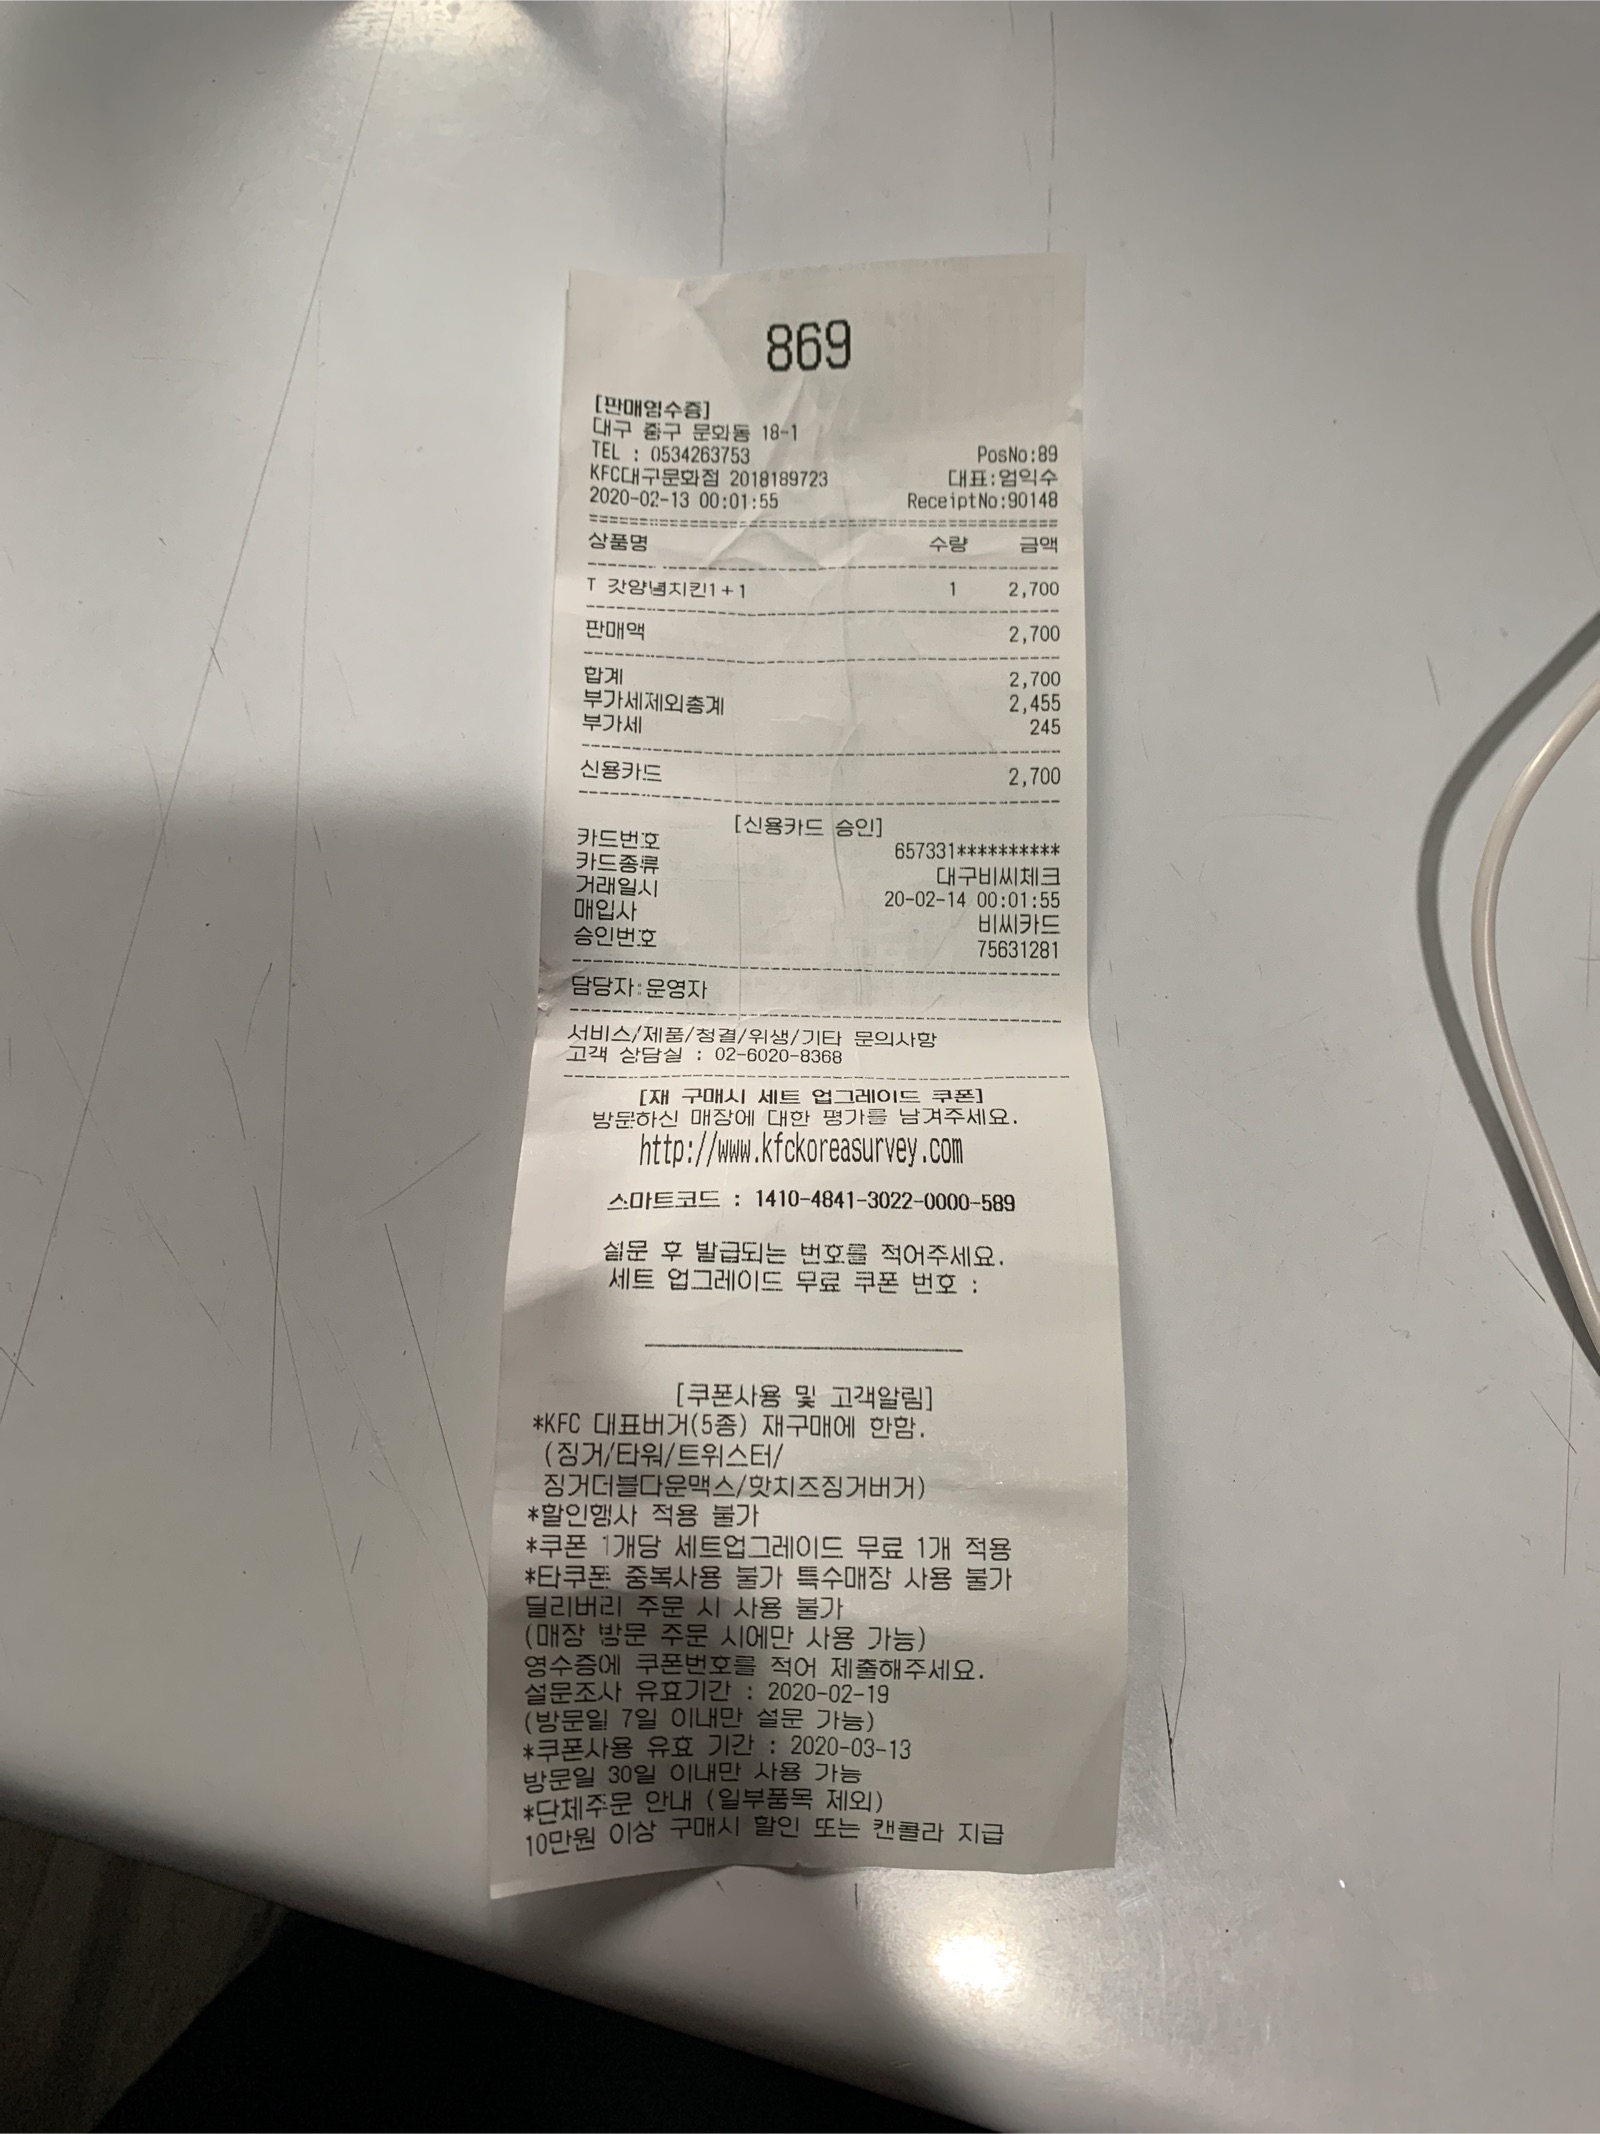 869
[판매영수증]
대구 중구 문화동 18-1
TEL : 0534263753 PosNo:89
KFC대구문화점 2018189723 대표:엄익수
2020-02-13 00:01:55 ReceiptNo:90148
상품명 수량 금액
T 갓양념치킨1+1 1 2,700
판매액 2,700
합계 2,700
부가세제외총계 2,455
부가세 245
신용카드 2,700
[신용카드 승인]
카드번호 657331**********
카드종류 대구비씨체크
거래일시 20-02-14 00:01:55
매입사 비씨카드
승인번호 75631281
담당자:운영자
서비스/제품/청결/위생/기타 문의사항
고객 상담실 : 02-6020-8368
[재 구매시 세트 업그레이드 쿠폰]
방문하신 매장에 대한 평가를 남겨주세요.
http://www.kfckoreasurvey.com
스마트코드 : 1410-4841-3022-0000-589
설문 후 발급되는 번호를 적어주세요.
세트 업그레이드 무료 쿠폰 번호 :
[쿠폰사용 및 고객알림]
*KFC 대표버거(5종) 재구매에 한함.
(징거/타워/트위스터/
징거더블다운맥스/핫치즈징거버거)
*할인행사 적용 불가
*쿠폰 1개당 세트업그레이드 무료 1개 적용
*타쿠폰 중복사용 불가 특수매장 사용 불가
딜리버리 주문 시 사용 불가
(매장 방문 주문 시에만 사용 가능)
영수증에 쿠폰번호를 적어 제출해주세요.
설문조사 유효기간 : 2020-02-19
(방문일 7일 이내만 설문 가능)
*쿠폰사용 유효 기간 : 2020-03-13
방문일 30일 이내만 사용 가능
*단체주문 안내 (일부품목 제외)
10만원 이상 구매시 할인 또는 캔콜라 지급